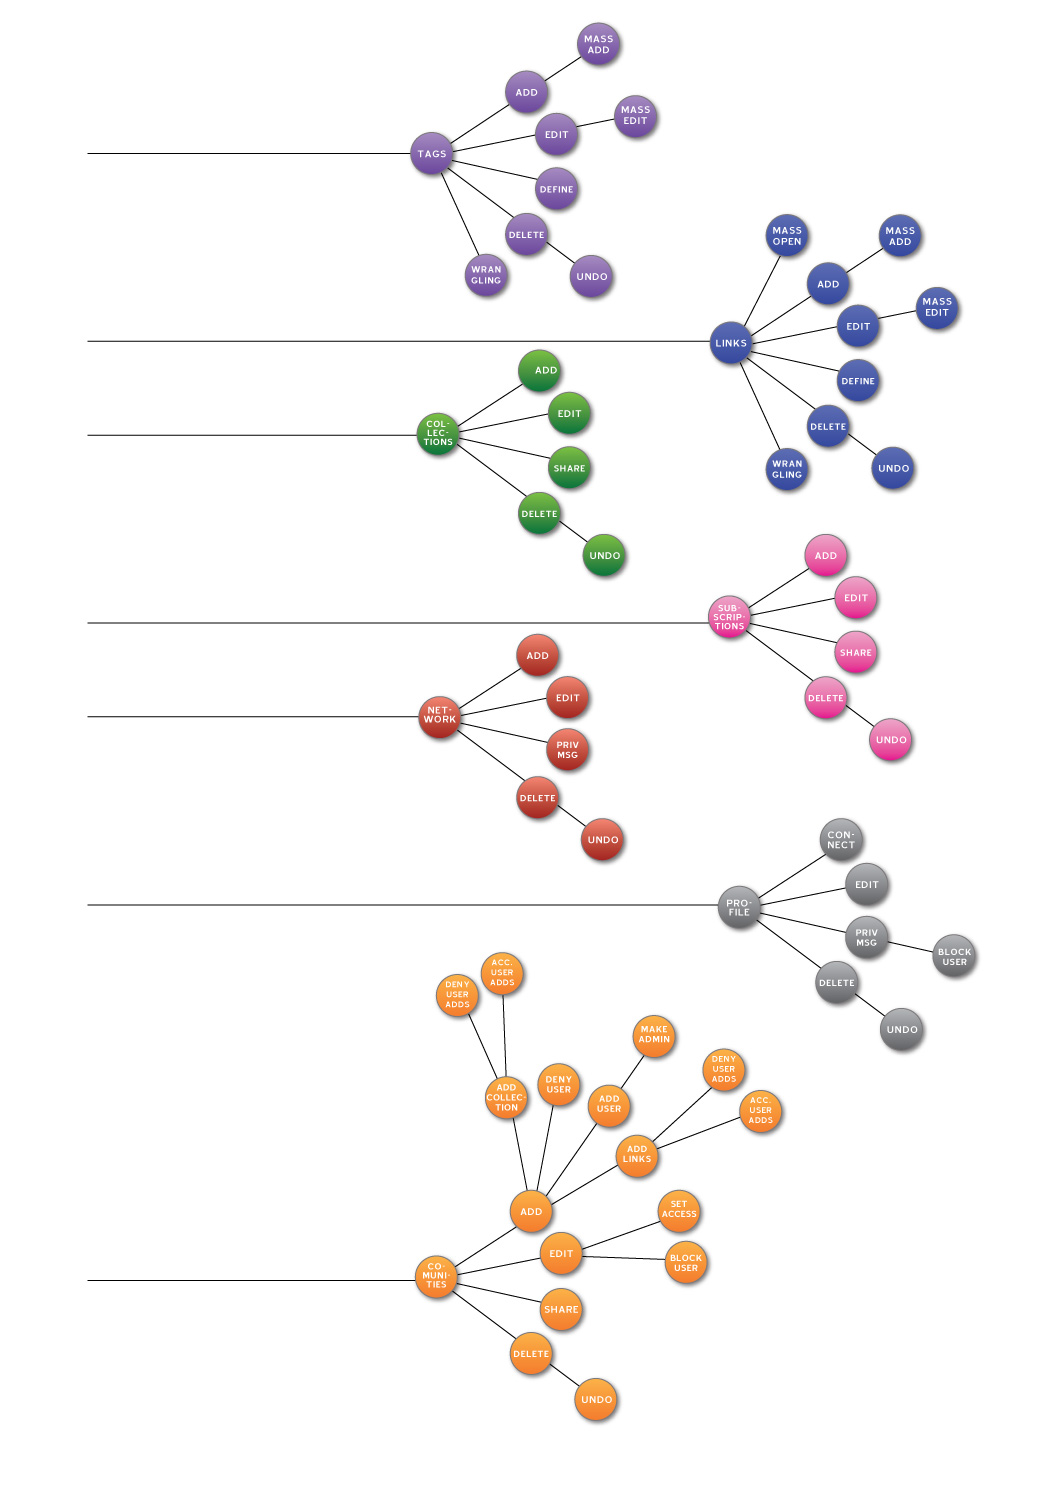 MASS
ADD
ADD
MASS
EDIT
EDIT
TAGS
DEFINE
DELETE
WRAN
GLING
UNDO
MASS
OPEN
MASS
ADD
ADD
MASS
EDIT
EDIT
LINKS
DEFINE
DELETE
WRAN
GLING
UNDO
ADD
EDIT
COL-
LEC-
TIONS
SHARE
DELETE
UNDO
ADD
EDIT
SUB-
SCRIP-
TIONS
SHARE
DELETE
UNDO
ADD
EDIT
NET-
WORK
PRIV
MSG
DELETE
UNDO
CON-
NECT
EDIT
PRO-
FILE
PRIV
MSG
BLOCK
USER
DELETE
UNDO
ACC.
USER
ADDS
DENY
USER
ADDS
MAKE
ADMIN
DENY
USER
ADDS
ADD
COLLEC-
TION
DENY
USER
ADD
USER
ACC.
USER
ADDS
ADD
LINKS
ADD
SET
ACCESS
EDIT
BLOCK
USER
CO-
MUNI-
TIES
SHARE
DELETE
UNDO